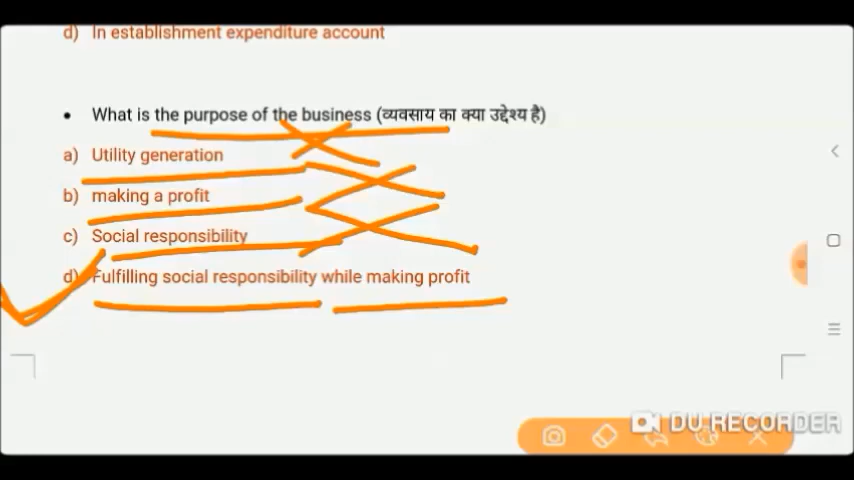 d) In establishment expenditure account
• What is the purpose of the business (व्यवसाय का क्या उद्देश्य है)
a) Utility generation
b) making a profit
c) Social responsibility
d) Fulfilling social responsibility while making profit
DU RECORDER